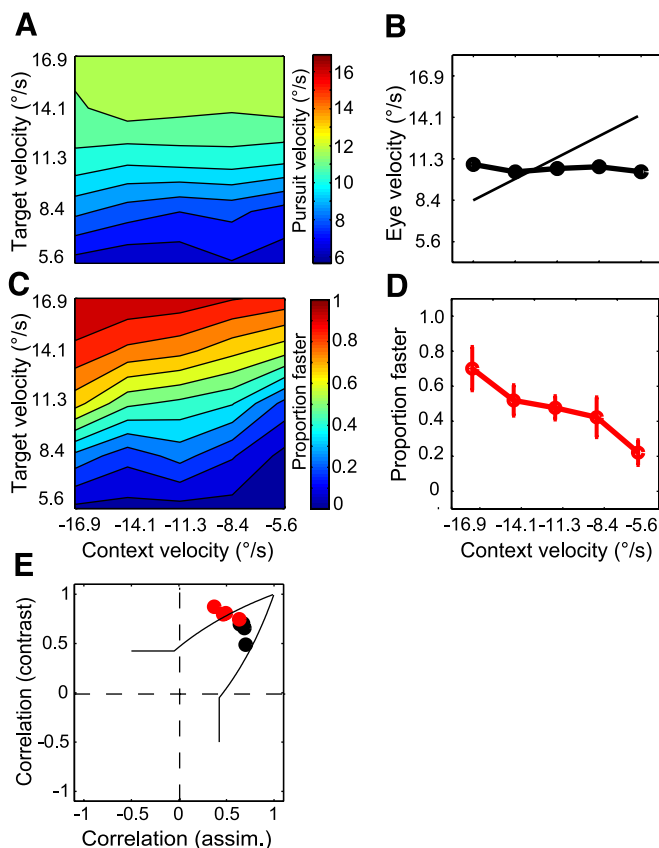 A
Target velocity (°/s)
16.9
14.1
11.3
8.4
5.6
Pursuit velocity (°/s)
16
14
12
10
8
6
B
Eye velocity (°/s)
16.9
14.1
11.3
8.4
5.6
C
Target velocity (°/s)
16.9
14.1
11.3
8.4
5.6
-16.9 -14.1 -11.3 -8.4 -5.6
Context velocity (°/s)
Proportion faster
1
0.8
0.6
0.4
0.2
0
D
Proportion faster
1.0
0.8
0.6
0.4
0.2
0
-16.9 -14.1 -11.3 -8.4 -5.6
Context velocity (°/s)
E
Correlation (contrast)
1
0.5
0
-0.5
-1
-1 -0.5 0 0.5 1
Correlation (assim.)